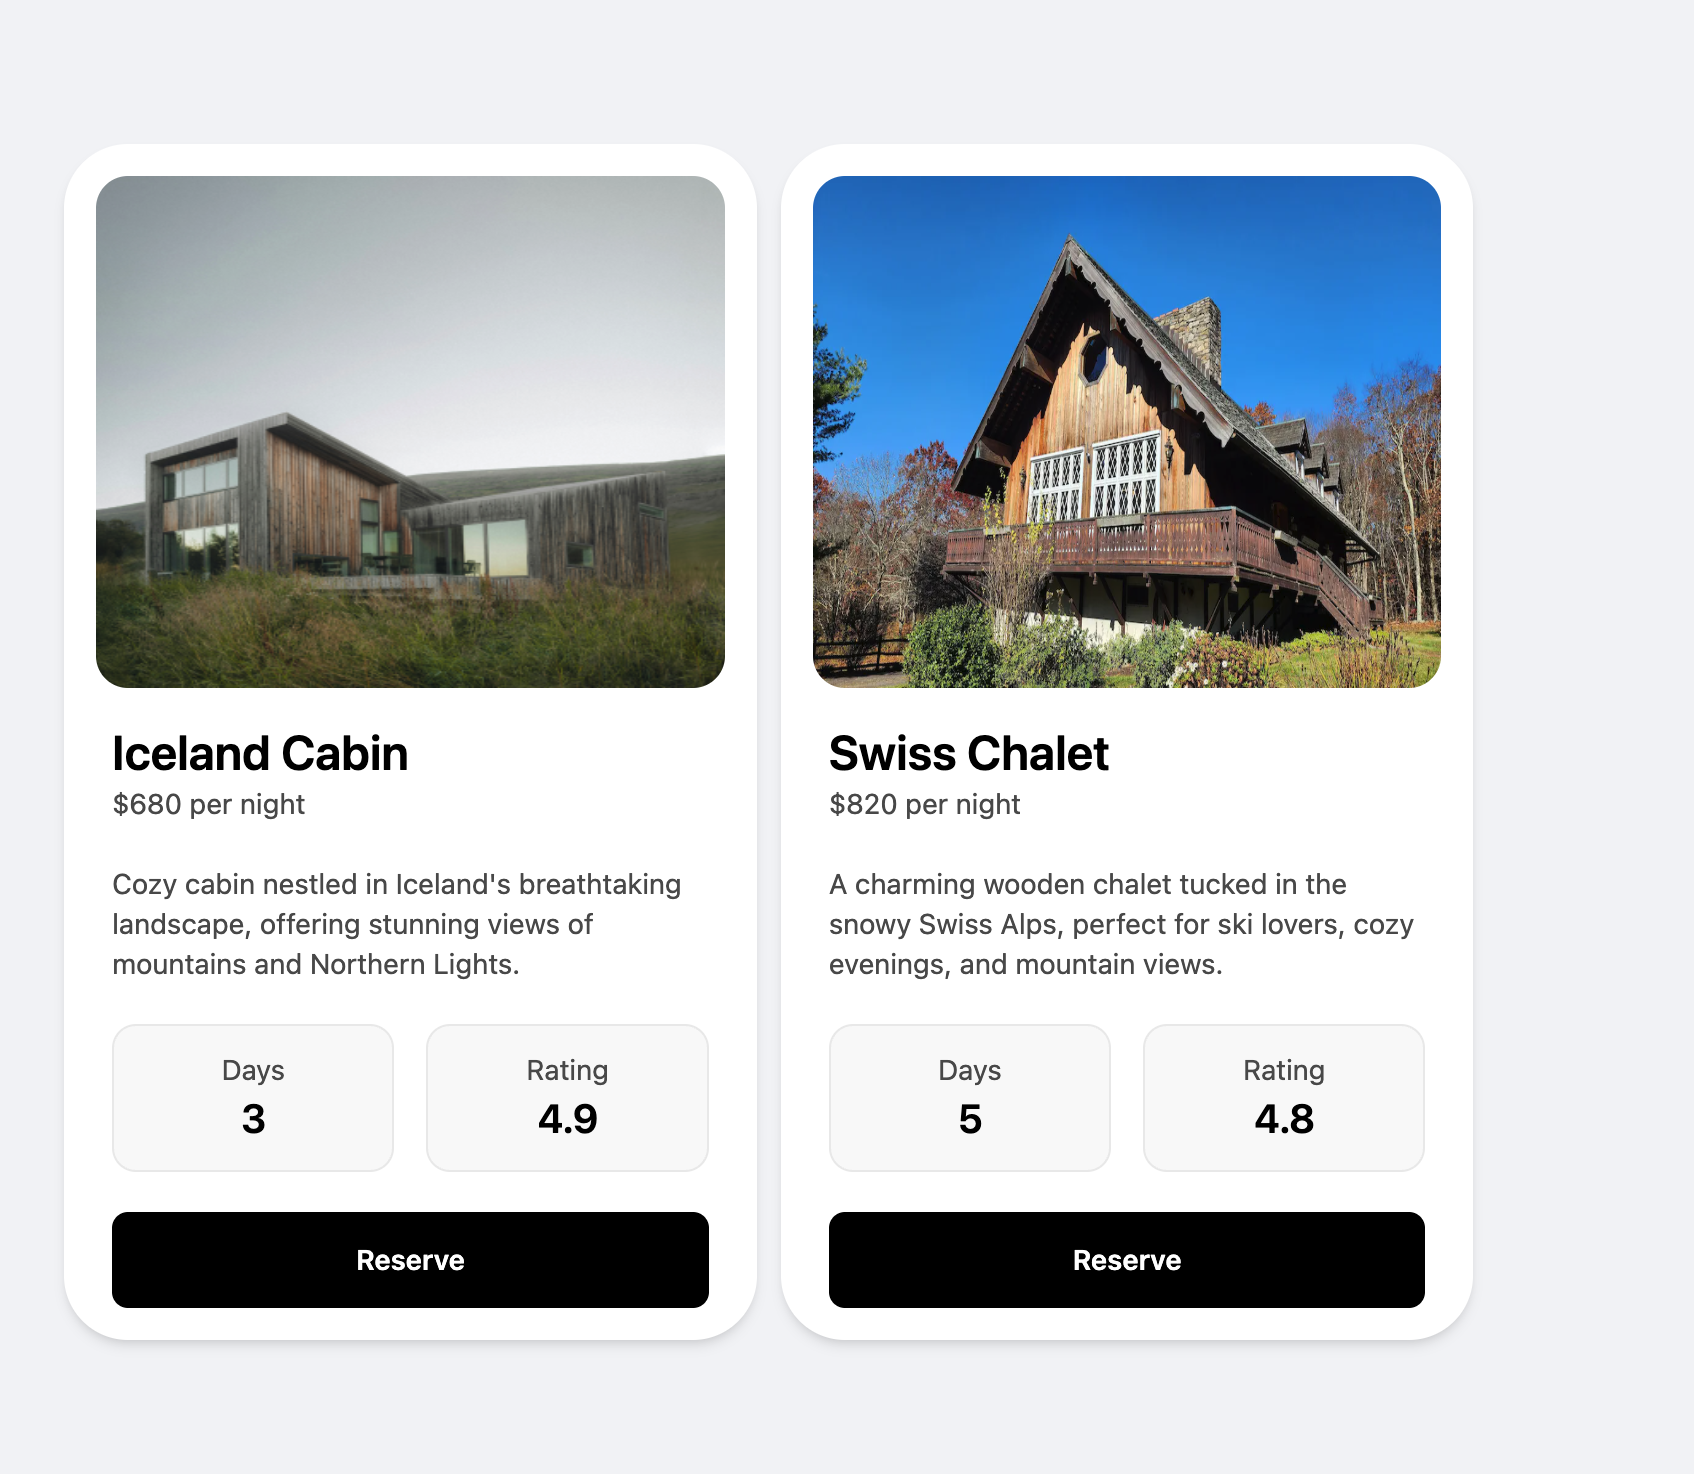 Iceland Cabin
$680 per night
Cozy cabin nestled in Iceland's breathtaking
landscape, offering stunning views of
mountains and Northern Lights.
Days
3
Rating
4.9
Reserve
Swiss Chalet
$820 per night
A charming wooden chalet tucked in the
snowy Swiss Alps, perfect for ski lovers, cozy
evenings, and mountain views.
Days
5
Rating
4.8
Reserve